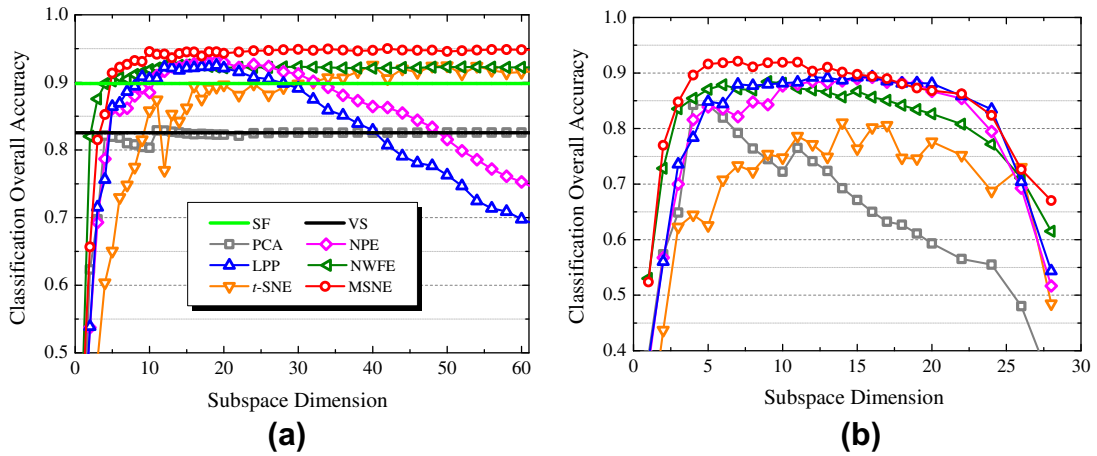 1.0
0.9
0.8
0.7
0.6
0.5
Classification Overall Accuracy
SF
VS
PCA
NPE
LPP
NWFE
t-SNE
MSNE
0 10 20 30 40 50 60
Subspace Dimension
(a)
1.0
0.9
0.8
0.7
0.6
0.5
0.4
Classification Overall Accuracy
0 5 10 15 20 25 30
Subspace Dimension
(b)